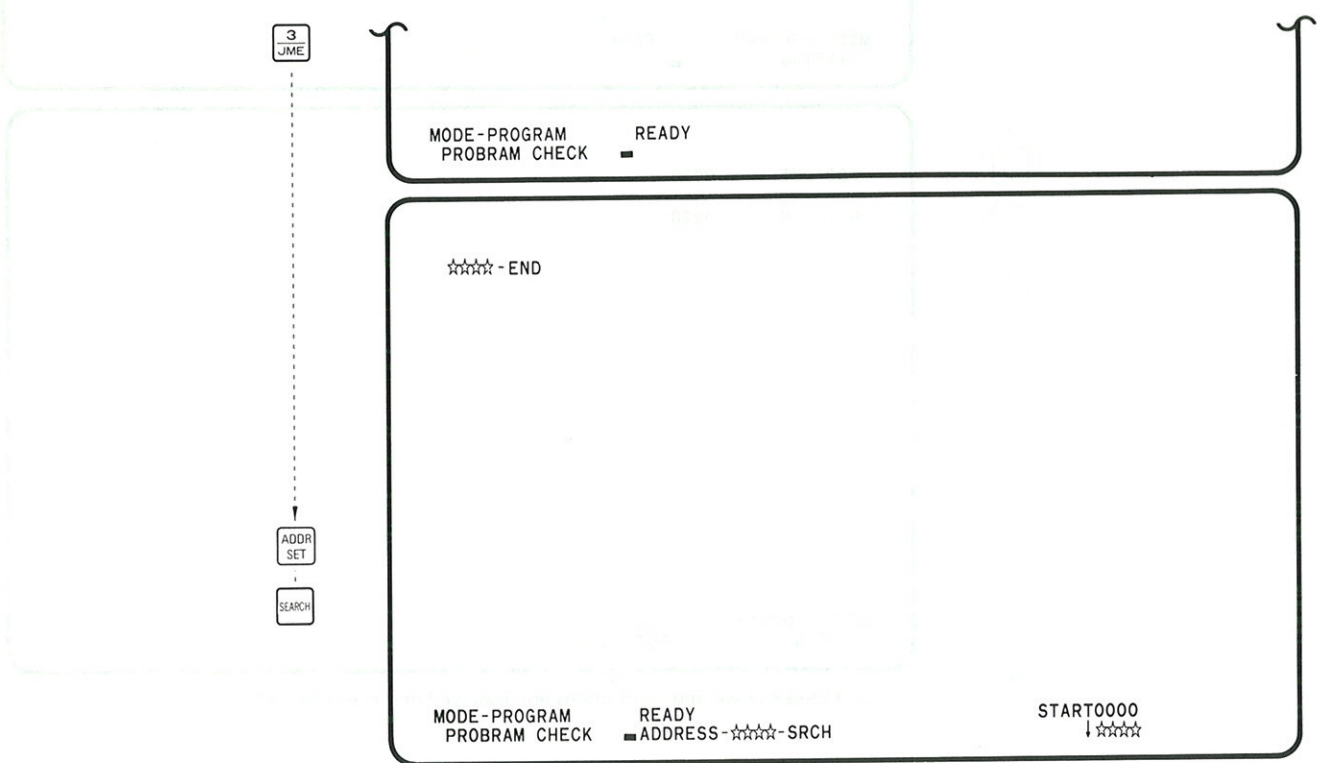 3
JME
MODE-PROGRAM READY
PROBRAM CHECK
☆☆☆☆-END
ADDR
SET
SEARCH
MODE-PROGRAM READY START0000
PROBRAM CHECK ADDRESS-☆☆☆☆-SRCH ↓☆☆☆☆